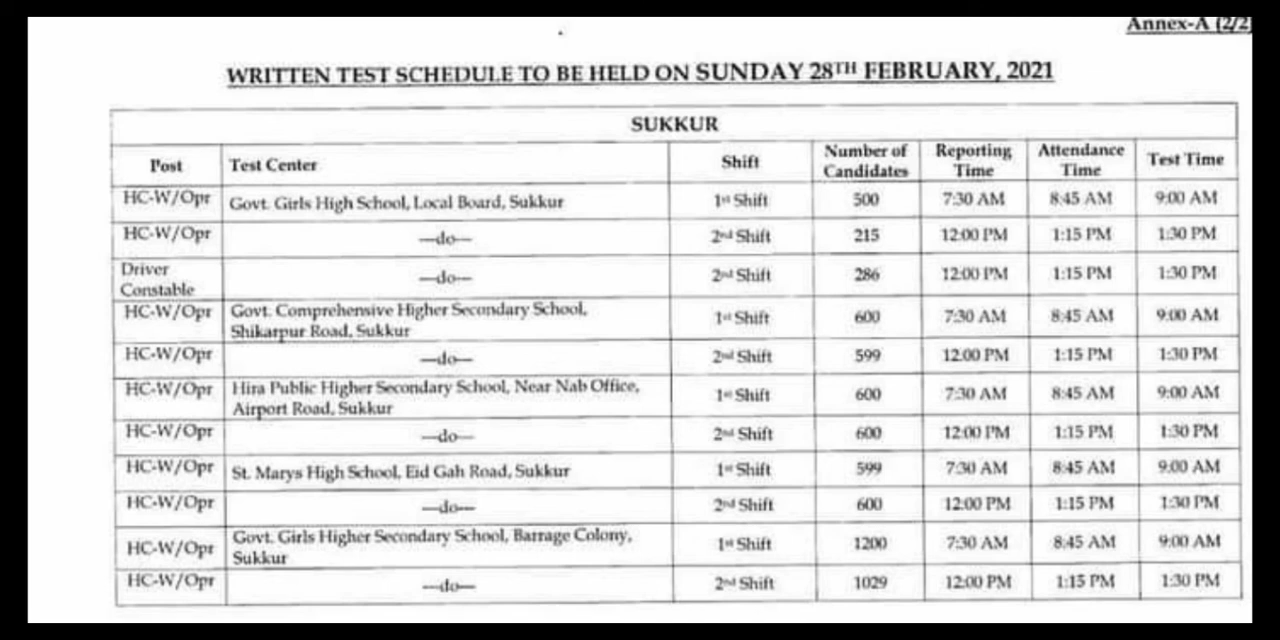 Annex-A (2/2)
WRITTEN TEST SCHEDULE TO BE HELD ON SUNDAY 28TH FEBRUARY, 2021
SUKKUR
Post Test Center Shift Number of Candidates Reporting Time Attendance Time Test Time
HC-W/Opr Govt. Girls High School, Local Board, Sukkur 1st Shift 500 7:30 AM 8:45 AM 9:00 AM
HC-W/Opr —do— 2nd Shift 215 12:00 PM 1:15 PM 1:30 PM
Driver Constable —do— 2nd Shift 286 12:00 PM 1:15 PM 1:30 PM
HC-W/Opr Govt. Comprehensive Higher Secondary School, Shikarpur Road, Sukkur 1st Shift 600 7:30 AM 8:45 AM 9:00 AM
HC-W/Opr —do— 2nd Shift 599 12:00 PM 1:15 PM 1:30 PM
HC-W/Opr Hira Public Higher Secondary School, Near Nab Office, Airport Road, Sukkur 1st Shift 600 7:30 AM 8:45 AM 9:00 AM
HC-W/Opr —do— 2nd Shift 600 12:00 PM 1:15 PM 1:30 PM
HC-W/Opr St. Marys High School, Eid Gah Road, Sukkur 1st Shift 599 7:30 AM 8:45 AM 9:00 AM
HC-W/Opr —do— 2nd Shift 600 12:00 PM 1:15 PM 1:30 PM
HC-W/Opr Govt. Girls Higher Secondary School, Barrage Colony, Sukkur 1st Shift 1200 7:30 AM 8:45 AM 9:00 AM
HC-W/Opr —do— 2nd Shift 1029 12:00 PM 1:15 PM 1:30 PM